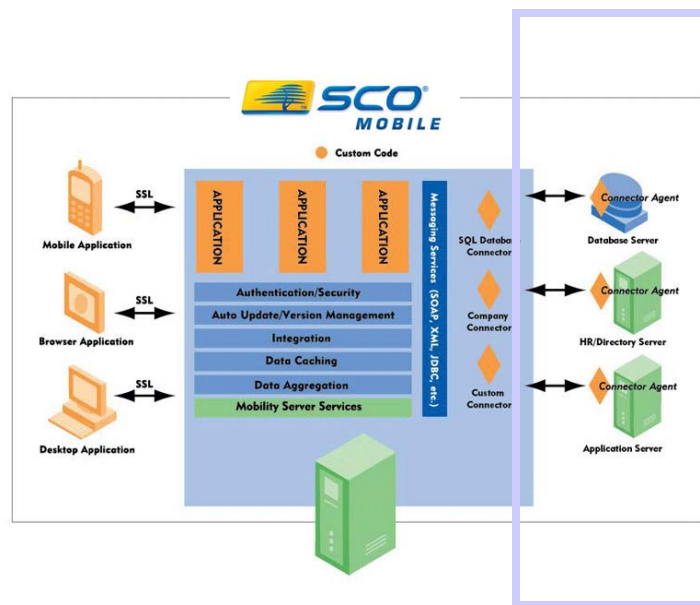 SCO®
MOBILE
Custom Code
SSL
Mobile Application
SSL
Browser Application
SSL
Desktop Application
APPLICATION
APPLICATION
APPLICATION
Authentication/Security
Auto Update/Version Management
Integration
Data Caching
Data Aggregation
Mobility Server Services
Messaging Services (SOAP, XML, JDBC, etc.)
SQL Database
Connector
Company
Connector
Custom
Connector
Connector Agent
Database Server
Connector Agent
HR/Directory Server
Connector Agent
Application Server